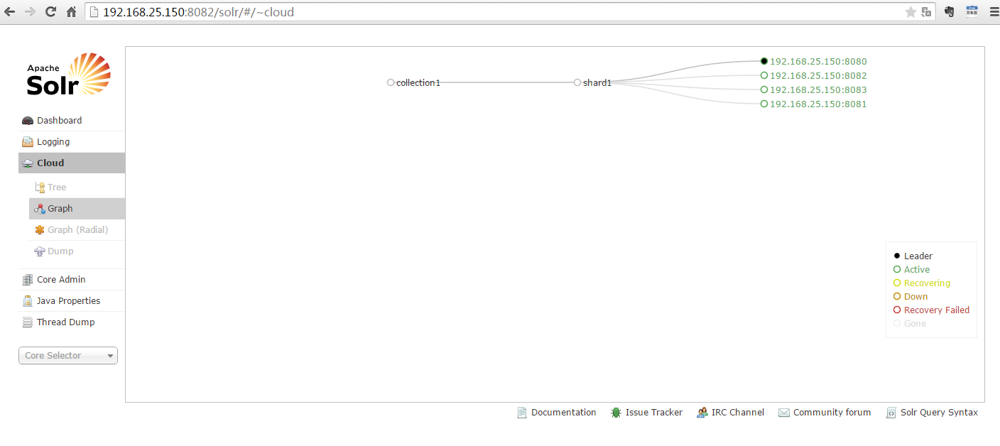 192.168.25.150:8082/solr/#/~cloud
万年历
Apache
Solr
Dashboard
Logging
Cloud
Tree
Graph
Graph (Radial)
Dump
Core Admin
Java Properties
Thread Dump
Core Selector
collection1
shard1
192.168.25.150:8080
192.168.25.150:8082
192.168.25.150:8083
192.168.25.150:8081
Leader
Active
Recovering
Down
Recovery Failed
Gone
Documentation Issue Tracker IRC Channel Community forum Solr Query Syntax